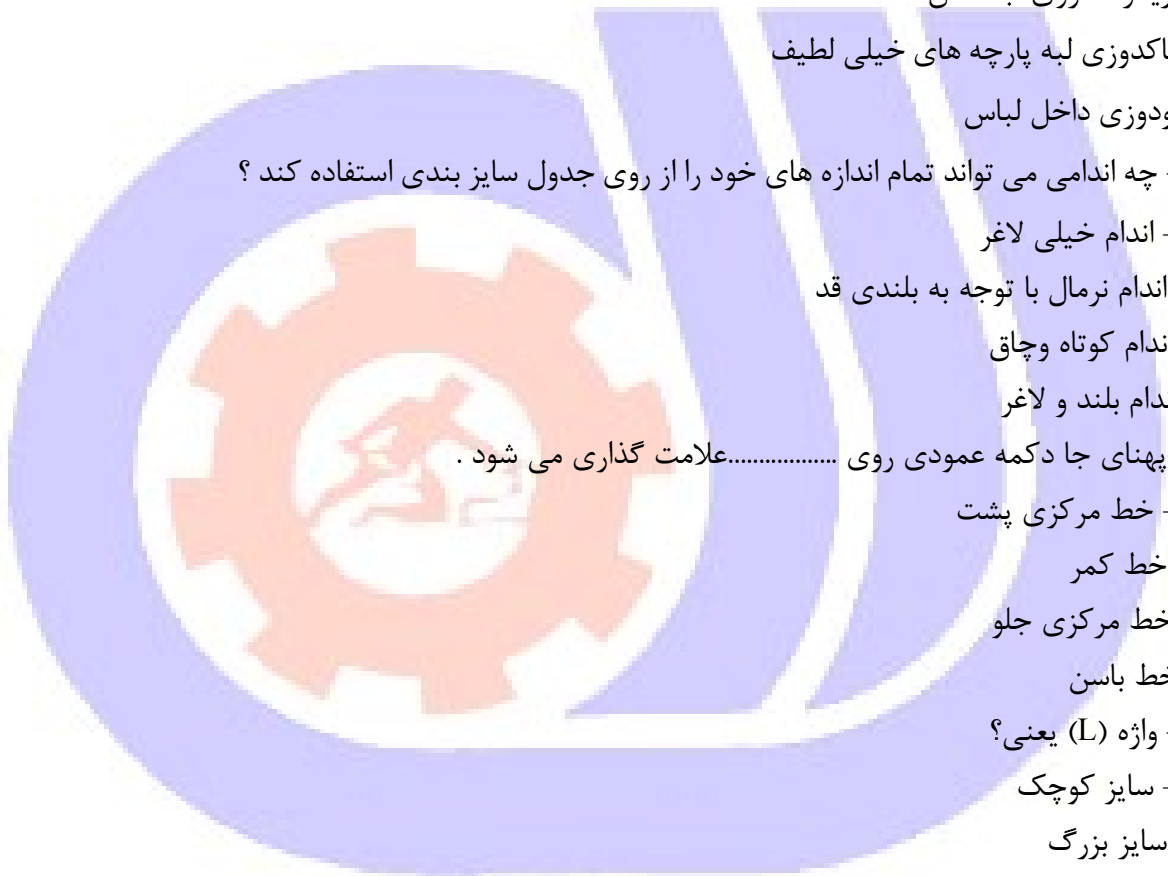 لبه پارچه های خیلی لطیف
داخل لباس
- چه اندامی می تواند تمام اندازه های خود را از روی جدول سایز بندی استفاده کند ؟
- اندام خیلی لاغر
اندام نرمال با توجه به بلندی قد
ندام کوتاه وچاق
دام بلند و لاغر
پهنای جا دکمه عمودی روی ..................علامت گذاری می شود .
- خط مرکزی پشت
خط کمر
خط مرکزی جلو
خط باسن
- واژه (L) یعنی؟
- سایز کوچک
سایز بزرگ